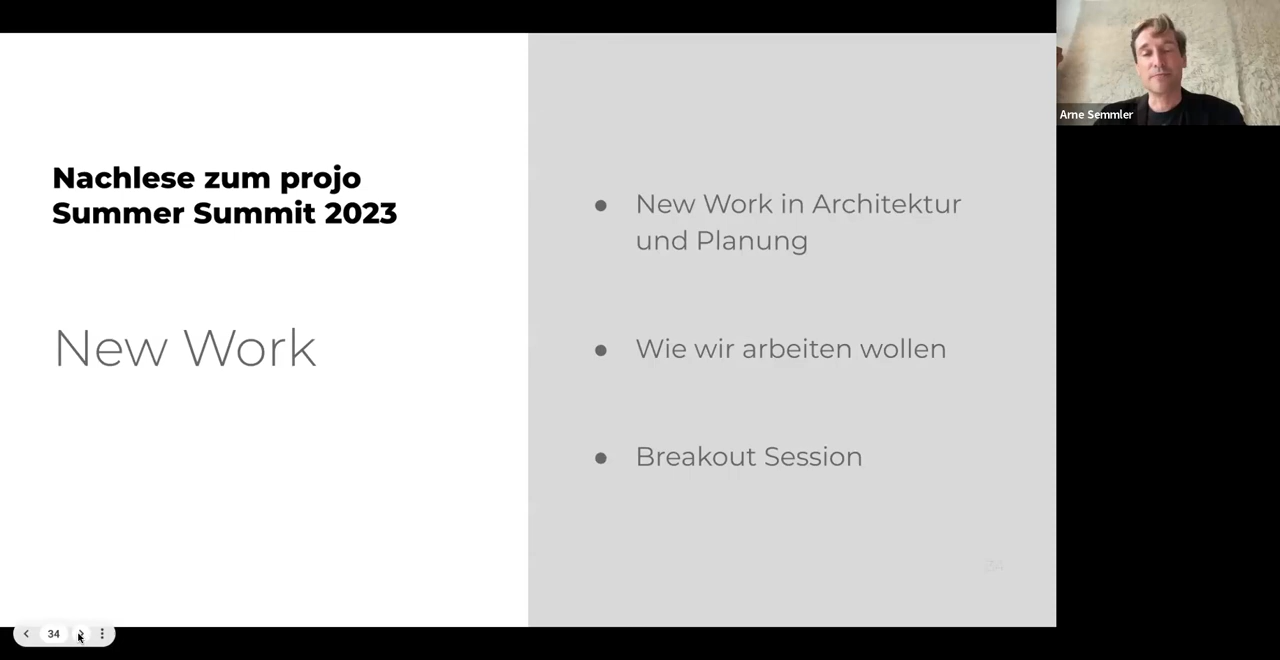 Nachlese zum projo
Summer Summit 2023
New Work
● New Work in Architektur
und Planung
● Wie wir arbeiten wollen
● Breakout Session
34
34
Arne Semmler